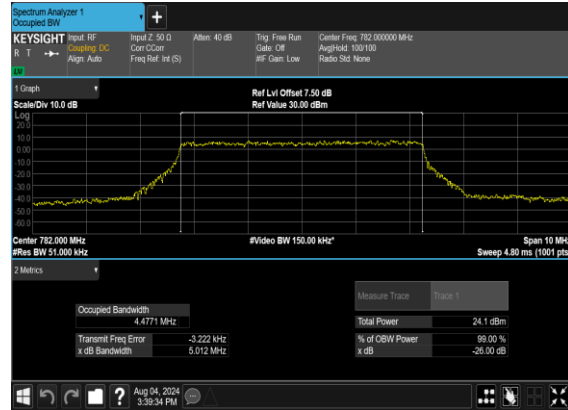 Spectrum Analyzer 1
Occupied BW
+
KEYSIGHT Input: RF Input Z: 50 Ω Atten: 40 dB Trig: Free Run Center Freq: 782.000000 MHz
R T Coupling: DC Corr CCorr Gate: Off Avg|Hold: 100/100
Align: Auto Freq Ref: Int (S) #IF Gain: Low Radio Std: None
1 Graph Ref Lvl Offset 7.50 dB
Scale/Div 10.0 dB Ref Value 30.00 dBm
Log
20.0
10.0
0.00
-10.0
-20.0
-30.0
-40.0
-50.0
-60.0
Center 782.000 MHz #Video BW 150.00 kHz* Span 10 MHz
#Res BW 51.000 kHz Sweep 4.80 ms (1001 pts)
2 Metrics
Measure Trace Trace 1
Occupied Bandwidth
4.4771 MHz Total Power 24.1 dBm
Transmit Freq Error -3.222 kHz % of OBW Power 99.00 %
x dB Bandwidth 5.012 MHz x dB -26.00 dB
? Aug 04, 2024
3:39:34 PM